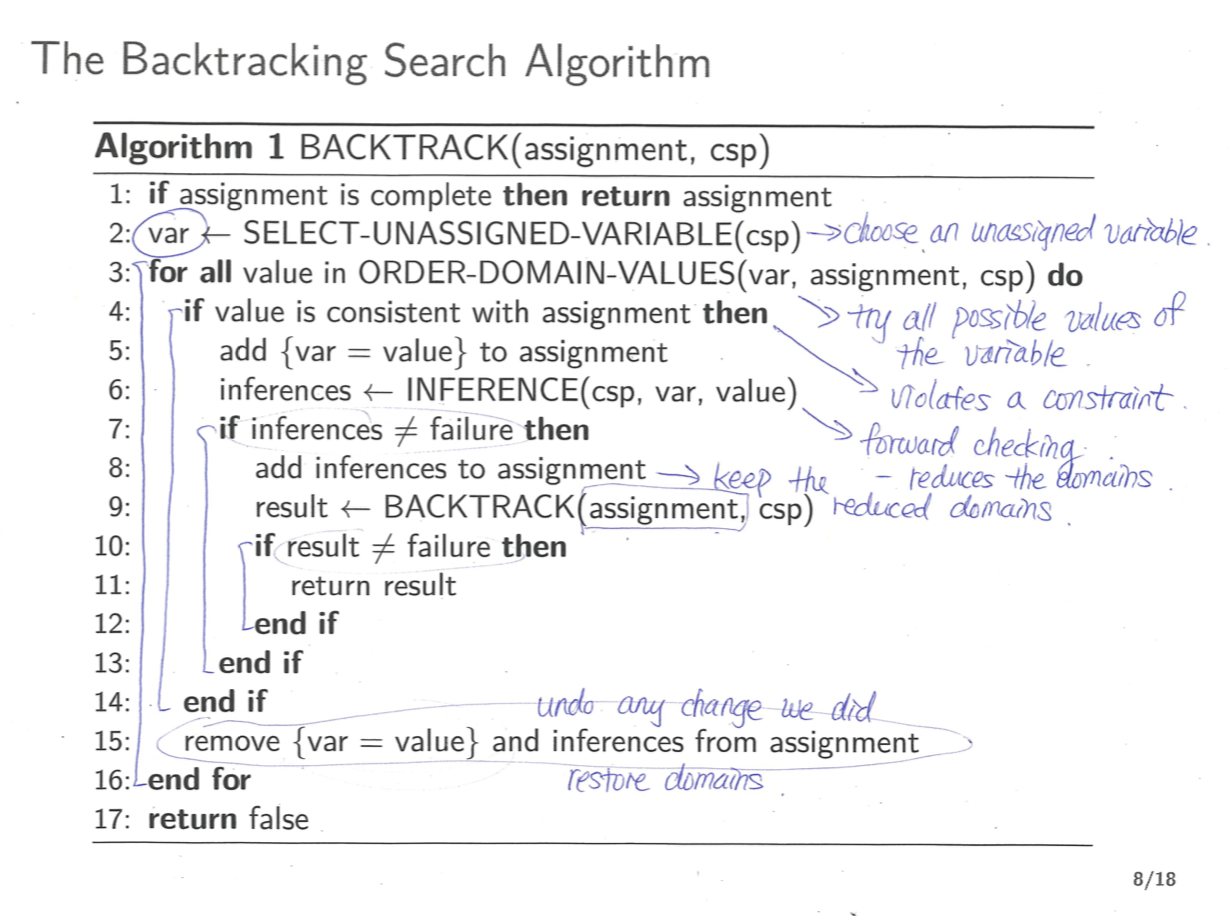 The Backtracking Search Algorithm
Algorithm 1 BACKTRACK(assignment, csp)
1: if assignment is complete then return assignment
2: var ← SELECT-UNASSIGNED-VARIABLE(csp) → choose an unassigned variable.
3: for all value in ORDER-DOMAIN-VALUES(var, assignment, csp) do
4: if value is consistent with assignment then
try all possible values of
the variable.
5: add {var = value} to assignment
6: inferences ← INFERENCE(csp, var, value)
violates a constraint.
7: if inferences ≠ failure then
forward checking.
- reduces the domains.
8: add inferences to assignment → keep the
reduced domains.
9: result ← BACKTRACK(assignment, csp)
10: if result ≠ failure then
11: return result
12: end if
13: end if
14: end if
undo any change we did
15: remove {var = value} and inferences from assignment
restore domains.
16: end for
17: return false
8/18